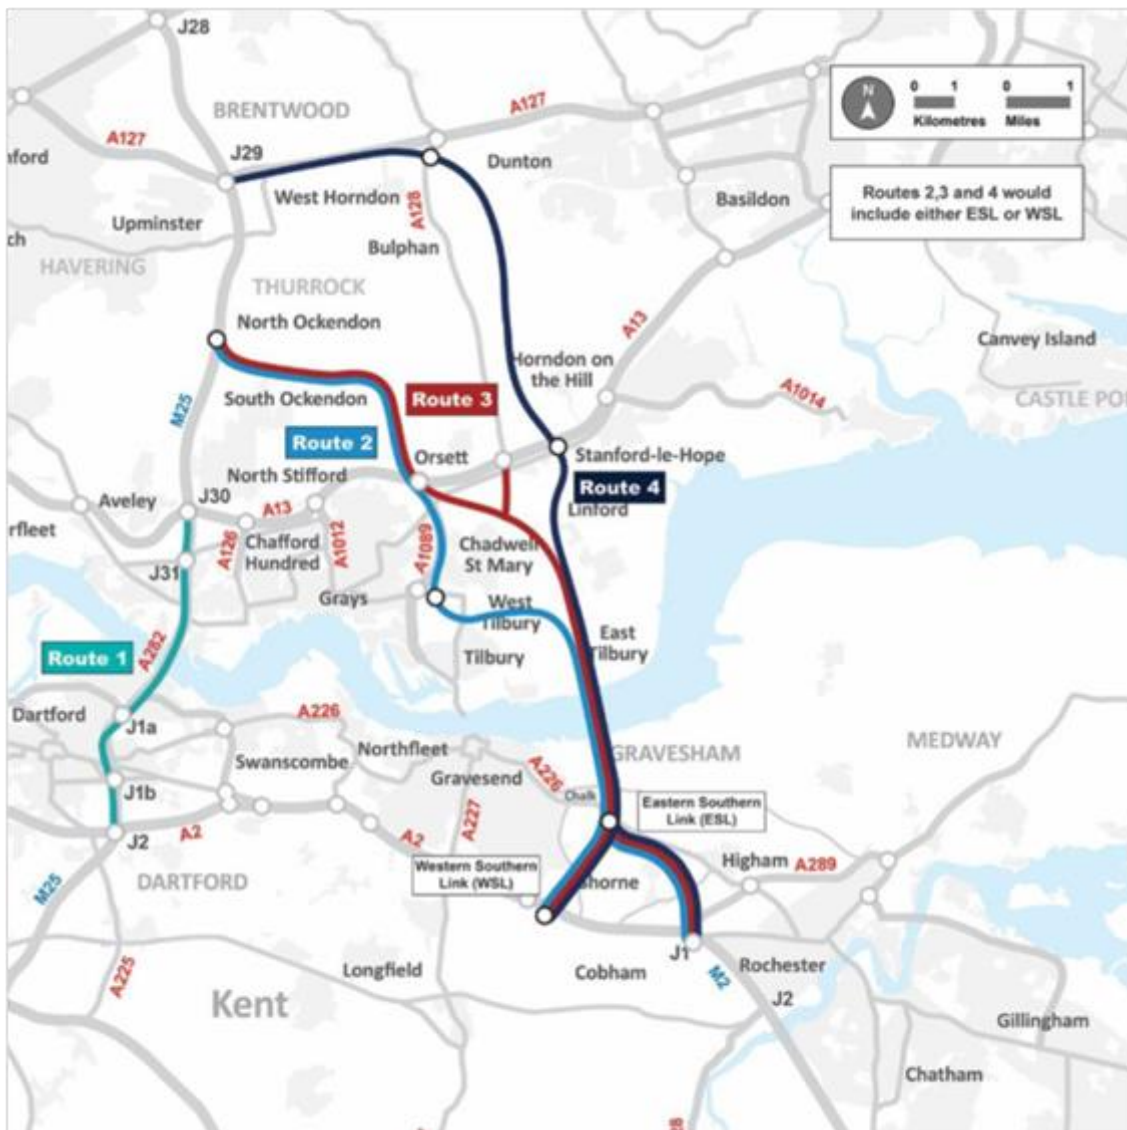 J28
BRENTWOOD
A127
A127
J29
Dunton
West Horndon
A128
Upminster
Bulphan
HAVERING
THURROCK
North Ockendon
Basildon
0 1
0 1
N
Kilometres
Miles
Routes 2,3 and 4 would
include either ESL or WSL
A13
Canvey Island
Horndon on
the Hill
M25
South Ockendon
Route 3
A1014
Route 2
Orsett
Stanford-le-Hope
North Stifford
Route 4
Aveley
J30
A13
Linford
A126
Chafford
Hundred
A1012
A1089
Chadwell
St Mary
J31
Grays
West
Tilbury
East
Tilbury
Route 1
A282
Tilbury
Dartford
J1a
A226
Northfleet
GRAVESHAM
MEDWAY
Swanscombe
Gravesend
A226
Chalk
J1b
Eastern Southern
Link (ESL)
A227
J2
A2
A2
Western Southern
Link (WSL)
Higham
A289
M25
DARTFORD
Shorne
J1
A225
Longfield
Cobham
M2
Rochester
J2
Kent
Gillingham
Chatham